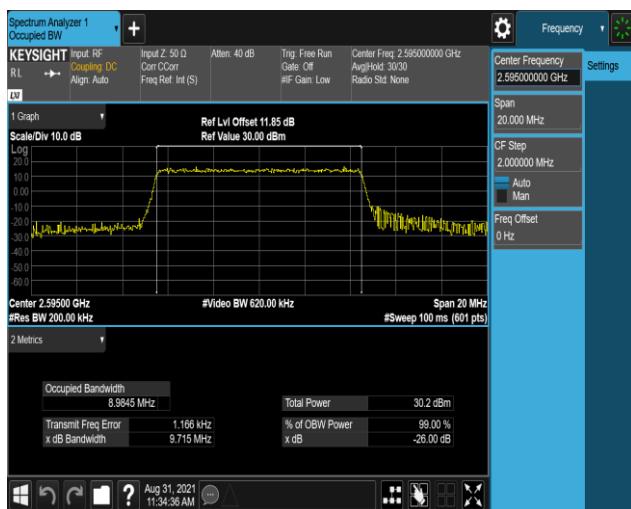 Spectrum Analyzer 1
Occupied BW
Frequency
KEYSIGHT
RL
LXI
Input: RF
Coupling: DC
Align: Auto
Input Z: 50 Ω
Corr CCorr
Freq Ref: Int (S)
Atten: 40 dB
Trig: Free Run
Gate: Off
#IF Gain: Low
Center Freq: 2.595000000 GHz
Avg|Hold: 30/30
Radio Std: None
Center Frequency
2.595000000 GHz
Settings
Span
20.000 MHz
CF Step
2.000000 MHz
Auto
Man
Freq Offset
0 Hz
1 Graph
Scale/Div 10.0 dB
Ref Lvl Offset 11.85 dB
Ref Value 30.00 dBm
Log
20.0
10.0
0.00
-10.0
-20.0
-30.0
-40.0
-50.0
-60.0
Center 2.59500 GHz
#Video BW 620.00 kHz
Span 20 MHz
#Res BW 200.00 kHz
#Sweep 100 ms (601 pts)
2 Metrics
Occupied Bandwidth
8.9845 MHz
Total Power 30.2 dBm
Transmit Freq Error 1.166 kHz
% of OBW Power 99.00 %
x dB Bandwidth 9.715 MHz
x dB -26.00 dB
?
Aug 31, 2021
11:34:36 AM